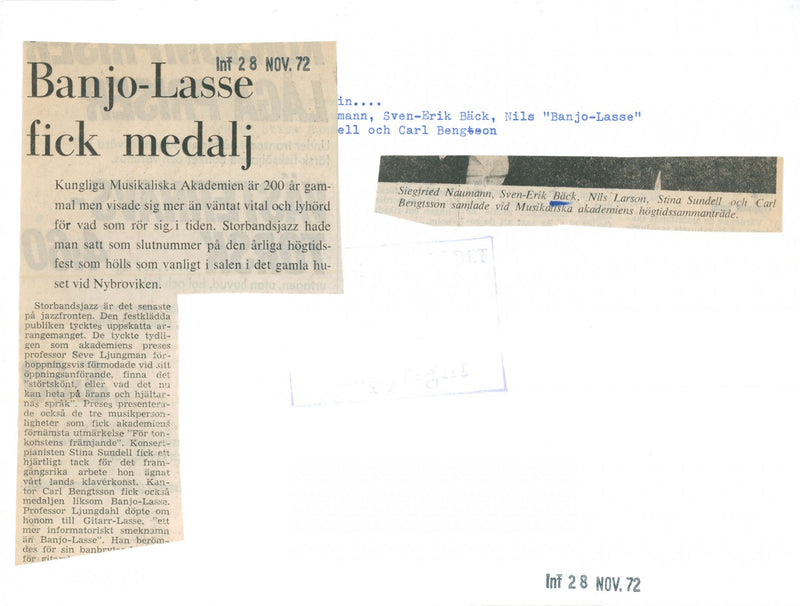 Inf 28 NOV. 72
Banjo-Lasse
fick medalj
Kungliga Musikaliska Akademien är 200 år gam-
mal men visade sig mer än väntat vital och lyhörd
för vad som rör sig i tiden. Storbandsjazz hade
man satt som slutnummer på den årliga högtids-
fest som hölls som vanligt i salen i det gamla hu-
set vid Nybroviken.
Storbandsjazz är det senaste
på jazzfronten. Den festklädda
publiken tycktes uppskatta ar-
rangemanget. De tyckte tydli-
gen som akademiens preses
professor Seve Ljungman för-
hoppningsvis förmodade vid sitt
öppningsanförande, finna det
"störtskönt, eller vad det nu
kan heta på ärans och hjältar-
nas språk". Preses presentera-
de också de tre musikperson-
ligheter som fick akademiens
förnämsta utmärkelse "För ton-
konstens främjande". Konsert-
pianisten Stina Sundell fick ett
hjärtligt tack för det fram-
gångsrika arbete hon ägnat
vårt lands klaverkonst. Kan-
tor Carl Bengtsson fick också
medaljen liksom Banjo-Lasse.
Professor Ljungdahl döpte om
honom till Gitarr-Lasse, "ett
mer informatoriskt smeknamn
än Banjo-Lasse". Han beröm-
des för sin
för
in....
mann, Sven-Erik Bäck, Nils "Banjo-Lasse"
ell och Carl Bengtsson
Siegfried Naumann, Sven-Erik Bäck, Nils Larson, Stina Sundell och Carl
Bengtsson samlade vid Musikaliska akademiens högtidssammanträde.
Inf 28 NOV. 72